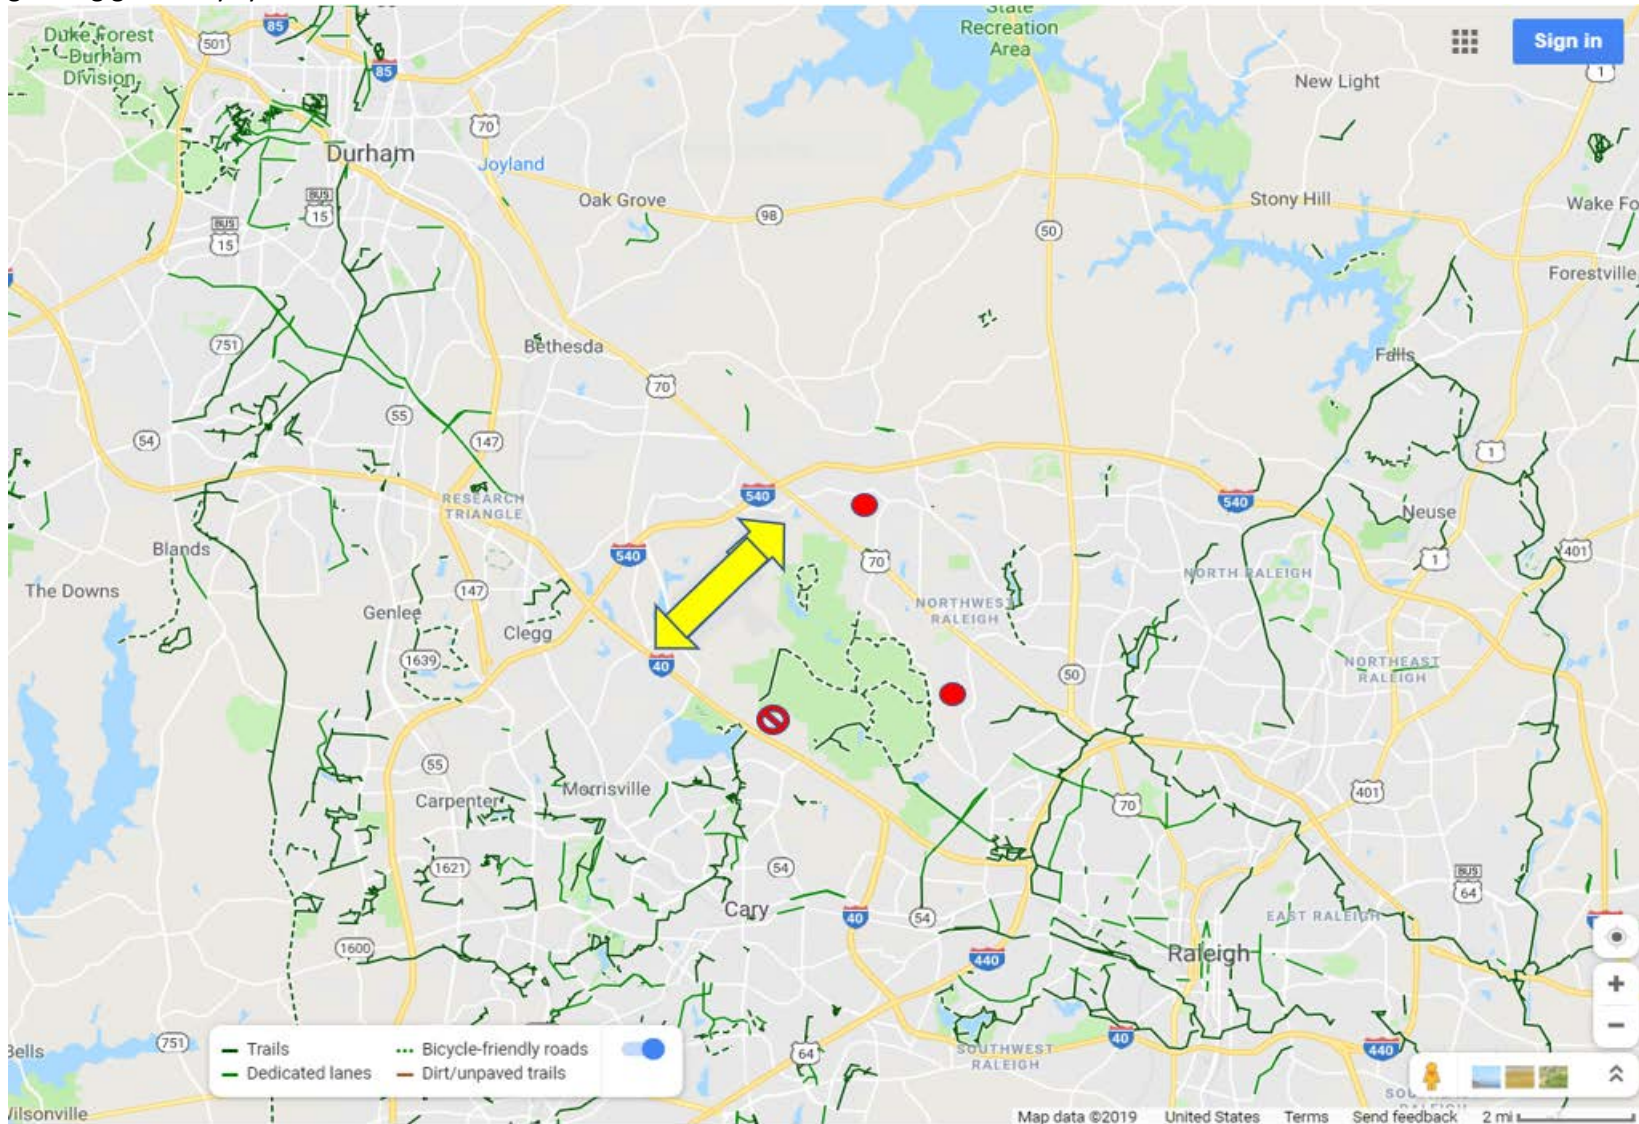 State
Recreation
Area
Duke Forest
-Durham
Division
85
501
85
Sign in
1
New Light
70
Durham
Joyland
BUS
15
BUS
15
Oak Grove
98
50
Stony Hill
Wake Fo
Forestville
751
Bethesda
70
Falls
55
54
147
1
RESEARCH
TRIANGLE
540
540
Neuse
401
1
Blands
540
70
NORTH RALEIGH
The Downs
147
Genlee
Clegg
NORTHWEST
RALEIGH
1639
40
50
NORTHEAST
RALEIGH
55
Carpenter
Morrisville
70
401
1621
54
BUS
64
Cary
40
54
EAST RALEIGH
1600
440
Raleigh
751
Trails
Bicycle-friendly roads
Dedicated lanes
Dirt/unpaved trails
64
SOUTHWEST
RALEIGH
40
440
Map data ©2019
United States
Terms
Send feedback
2 mi